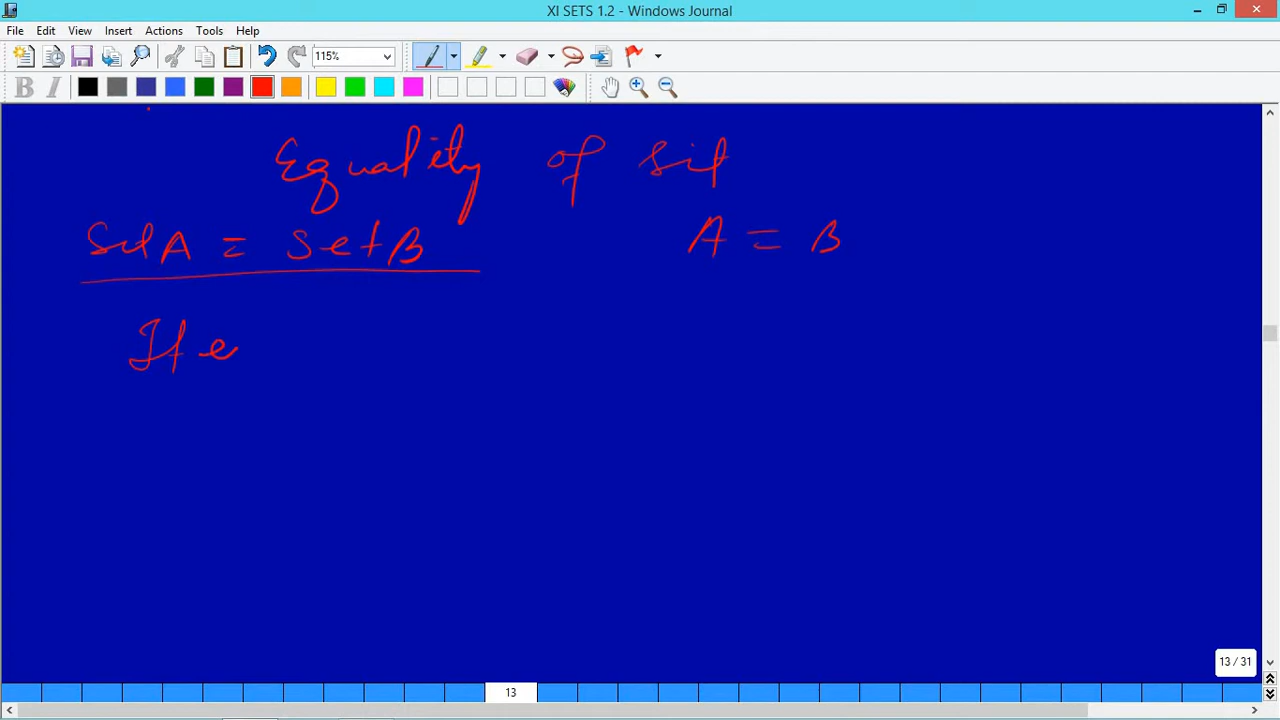 XI SETS 1.2 - Windows Journal
File Edit View Insert Actions Tools Help
115%
B I
Equality of set
Set A = Set B A = B
If e
13 / 31
13